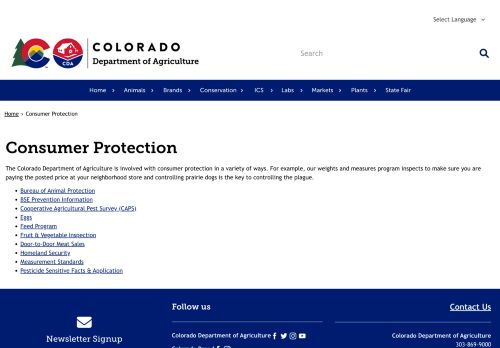 Select Language
COLORADO
Department of Agriculture
CDA
Search
Home
Animals
Brands
Conservation
ICS
Labs
Markets
Plants
State Fair
Home › Consumer Protection
Consumer Protection
The Colorado Department of Agriculture is involved with consumer protection in a variety of ways. For example, our weights and measures program inspects to make sure you are
paying the posted price at your neighborhood store and controlling prairie dogs is the key to controlling the plague.
Bureau of Animal Protection
BSE Prevention Information
Cooperative Agricultural Pest Survey (CAPS)
Eggs
Feed Program
Fruit & Vegetable Inspection
Door-to-Door Meat Sales
Homeland Security
Measurement Standards
Pesticide Sensitive Facts & Application
Newsletter Signup
Follow us
Colorado Department of Agriculture
Colorado Proud
Contact Us
Colorado Department of Agriculture
303-869-9000